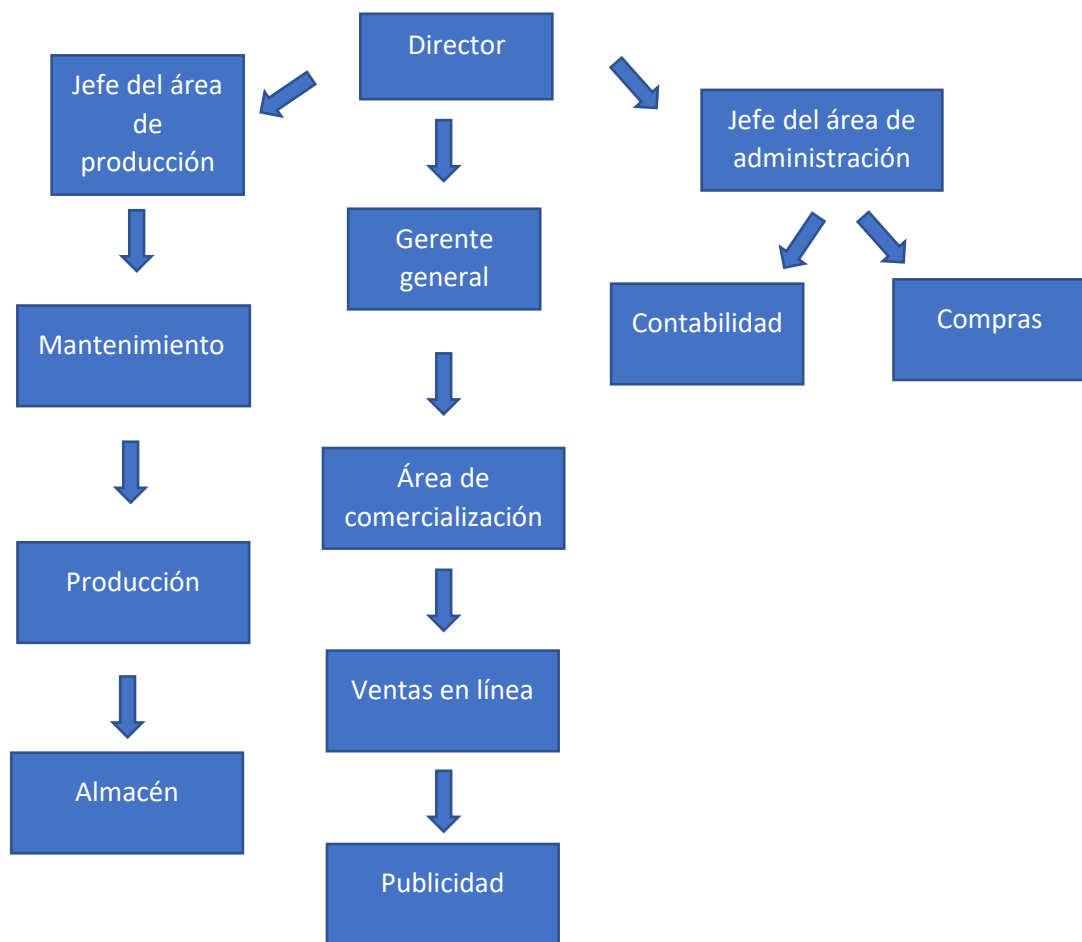 Director
Jefe del área
de
producción
Jefe del área de
administración
Gerente
general
Contabilidad
Compras
Mantenimiento
Área de
comercialización
Producción
Ventas en línea
Almacén
Publicidad